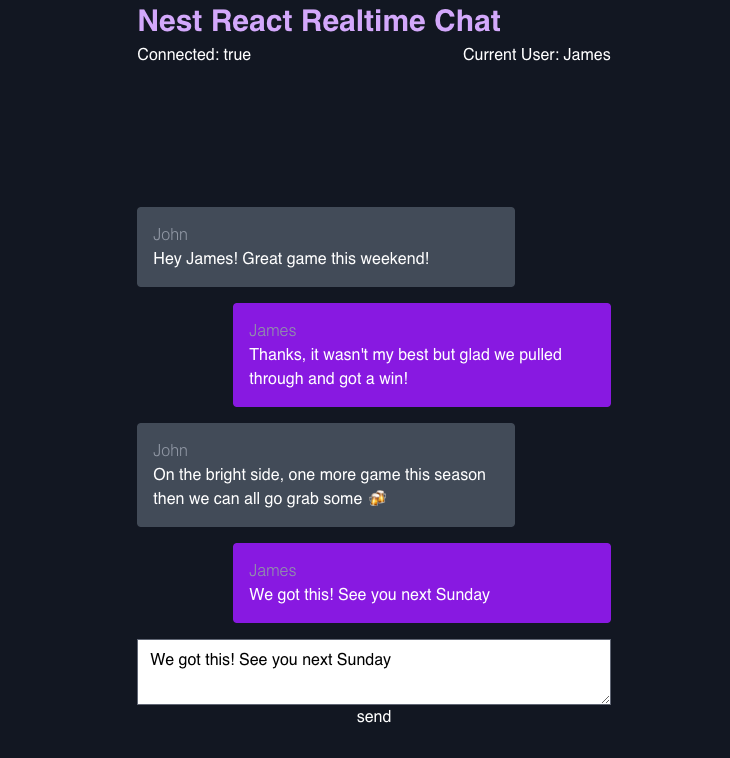 Nest React Realtime Chat
Connected: true Current User: James
John
Hey James! Great game this weekend!
James
Thanks, it wasn't my best but glad we pulled
through and got a win!
John
On the bright side, one more game this season
then we can all go grab some 🍻
James
We got this! See you next Sunday
We got this! See you next Sunday
send